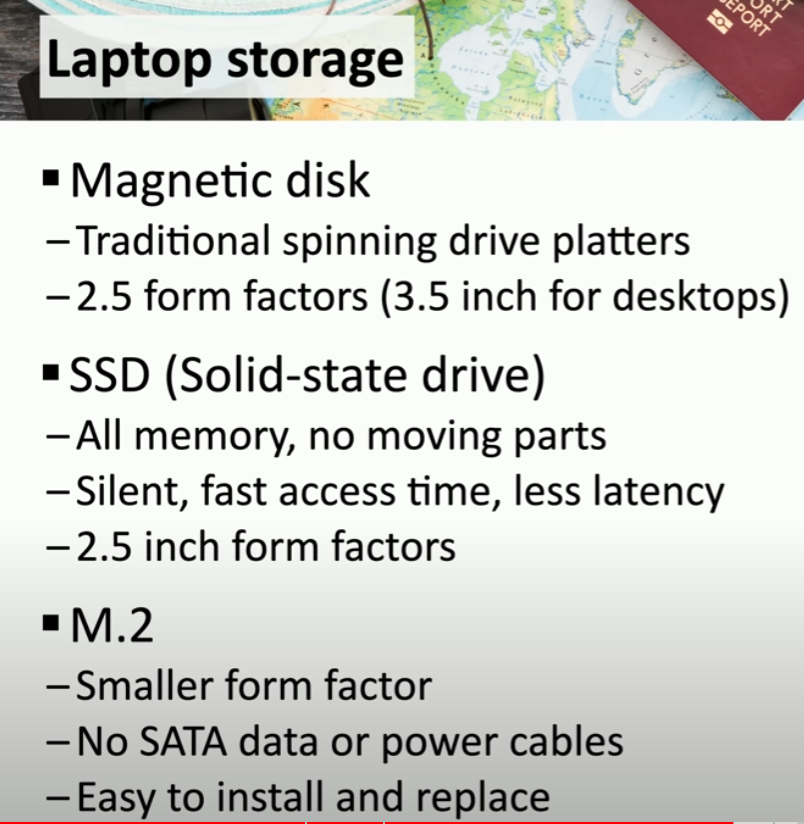 PORT
REPORT
Laptop storage
▪ Magnetic disk
– Traditional spinning drive platters
– 2.5 form factors (3.5 inch for desktops)
▪ SSD (Solid-state drive)
– All memory, no moving parts
– Silent, fast access time, less latency
– 2.5 inch form factors
▪ M.2
– Smaller form factor
– No SATA data or power cables
– Easy to install and replace